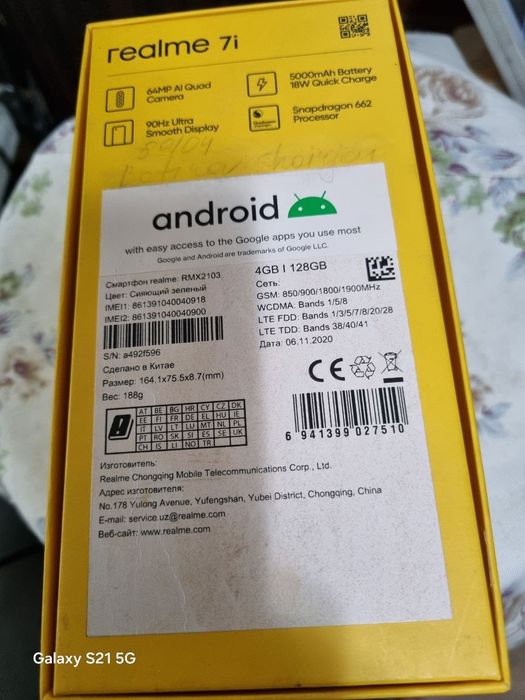 realme 7i
64MP AI Quad
Camera
5000mAh Battery
18W Quick Charge
90Hz Ultra
Smooth Display
Snapdragon 662
Processor
android
with easy access to the Google apps you use most
Google and Android are trademarks of Google LLC.
Смартфон realme: RMX2103
Цвет: Сияющий зеленый
IMEI1: 861391040040918
IMEI2: 861391040040900
S/N: a492f596
Сделано в Китае
Размер: 164.1x75.5x8.7(mm)
Вес: 188g
4GB | 128GB
Сеть:
GSM: 850/900/1800/1900MHz
WCDMA: Bands 1/5/8
LTE FDD: Bands 1/3/5/7/8/20/28
LTE TDD: Bands 38/40/41
Дата: 06.11.2020
CE
AT BE BG HR CY CZ DK
EE FI FR DE EL HU IE
IT LV LT LU MT NL PL
PT RO SK SI ES SE UK
CH IS LI NO TR
6 941399 027510
Изготовитель:
Realme Chongqing Mobile Telecommunications Corp., Ltd.
Адрес изготовителя:
No.178 Yulong Avenue, Yufengshan, Yubei District, Chongqing, China
E-mail: service.uz@realme.com
Веб-сайт: www.realme.com
Galaxy S21 5G